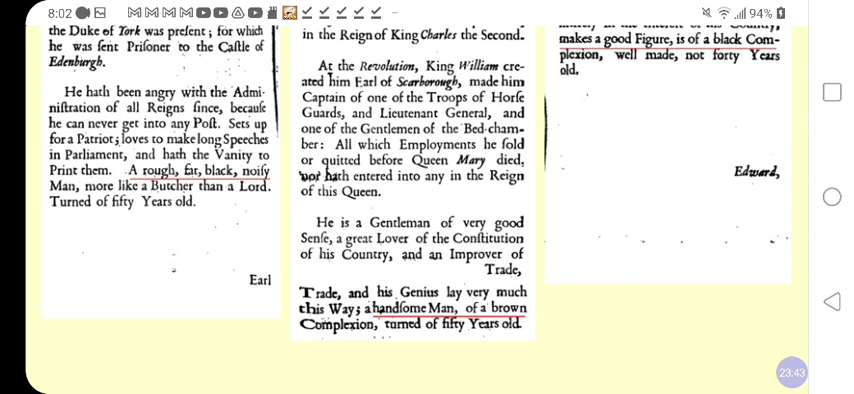 8:02
94%
the Duke of York was preſent; for which
he was ſent Priſoner to the Caſtle of
Edenburgh.
He hath been angry with the Admi-
niſtration of all Reigns ſince, becauſe
he can never get into any Poſt. Sets up
for a Patriot; loves to make long Speeches
in Parliament, and hath the Vanity to
Print them. A rough, fat, black, noiſy
Man, more like a Butcher than a Lord.
Turned of fifty Years old.
Earl
in the Reign of King Charles the Second.
At the Revolution, King William cre-
ated him Earl of Scarborough, made him
Captain of one of the Troops of Horſe
Guards, and Lieutenant General, and
one of the Gentlemen of the Bed-cham-
ber: All which Employments he ſold
or quitted before Queen Mary died,
nor hath entered into any in the Reign
of this Queen.
He is a Gentleman of very good
Senſe, a great Lover of the Conſtitution
of his Country, and an Improver of
Trade,
Trade, and his Genius lay very much
this Way; a handſome Man, of a brown
Complexion, turned of fifty Years old.
makes a good Figure, is of a black Com-
plexion, well made, not forty Years
old.
Edward,
23:43